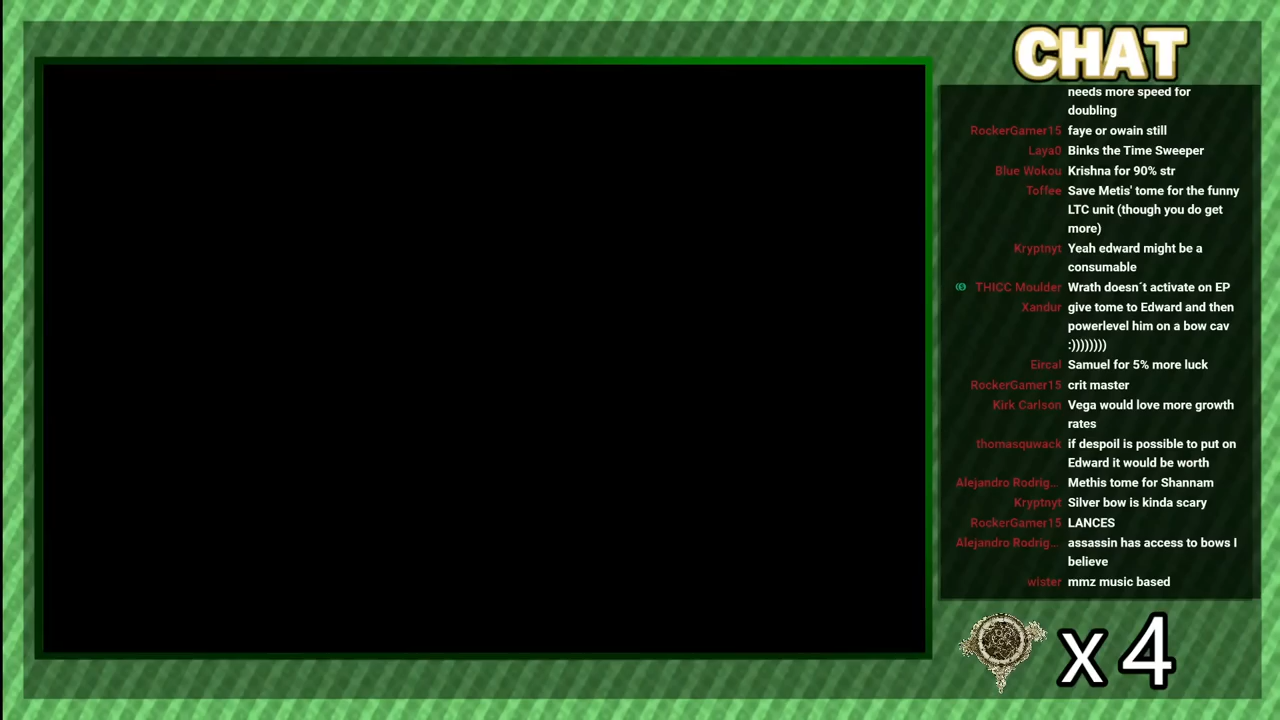 CHAT
needs more speed for
doubling
RockerGamer15 faye or owain still
Laya0 Binks the Time Sweeper
Blue Wokou Krishna for 90% str
Toffee Save Metis' tome for the funny
LTC unit (though you do get
more)
Kryptnyt Yeah edward might be a
consumable
THICC Moulder Wrath doesn´t activate on EP
Xandur give tome to Edward and then
powerlevel him on a bow cav
:))))))))
Eircal Samuel for 5% more luck
RockerGamer15 crit master
Kirk Carlson Vega would love more growth
rates
thomasquwack if despoil is possible to put on
Edward it would be worth
Alejandro Rodrig... Methis tome for Shannam
Kryptnyt Silver bow is kinda scary
RockerGamer15 LANCES
Alejandro Rodrig... assassin has access to bows I
believe
wister mmz music based
x4